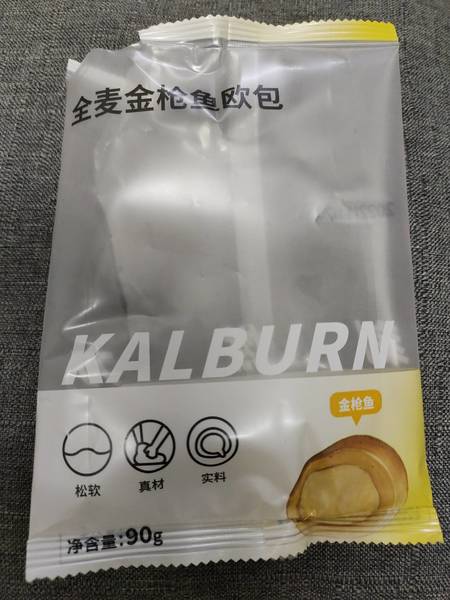 全麦金枪鱼欧包
KALBURN
金枪鱼
松软 真材 实料
净含量:90g